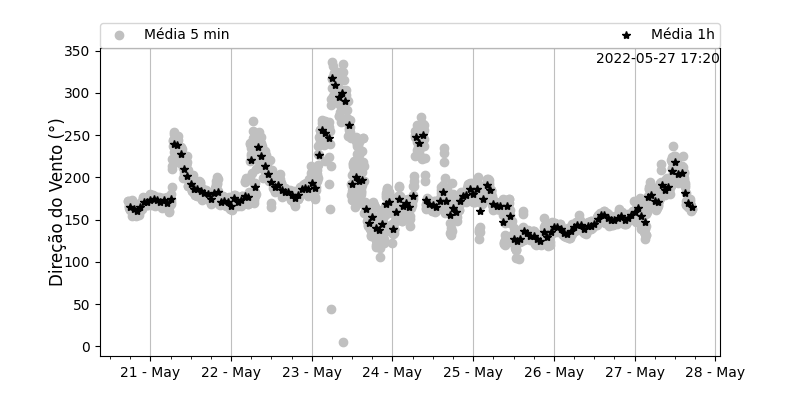 Média 5 min
Média 1h
2022-05-27 17:20
Direção do Vento (°)
350
300
250
200
150
100
50
0
21 - May
22 - May
23 - May
24 - May
25 - May
26 - May
27 - May
28 - May